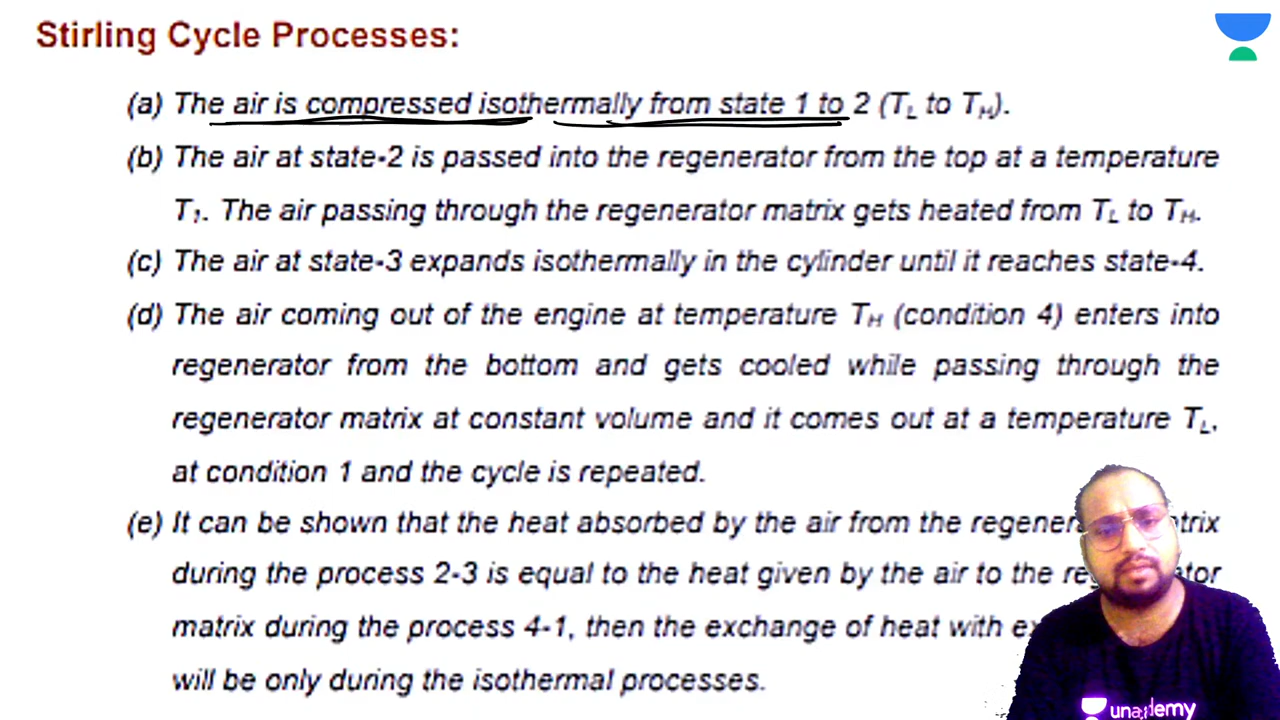 Stirling Cycle Processes:
(a) The air is compressed isothermally from state 1 to 2 (TL to TH).
(b) The air at state-2 is passed into the regenerator from the top at a temperature
T1. The air passing through the regenerator matrix gets heated from TL to TH.
(c) The air at state-3 expands isothermally in the cylinder until it reaches state-4.
(d) The air coming out of the engine at temperature TH (condition 4) enters into
regenerator from the bottom and gets cooled while passing through the
regenerator matrix at constant volume and it comes out at a temperature TL,
at condition 1 and the cycle is repeated.
(e) It can be shown that the heat absorbed by the air from the
during the process 2-3 is equal to the heat given by the air to the
matrix during the process 4-1, then the exchange of heat with
will be only during the isothermal processes.
unacademy